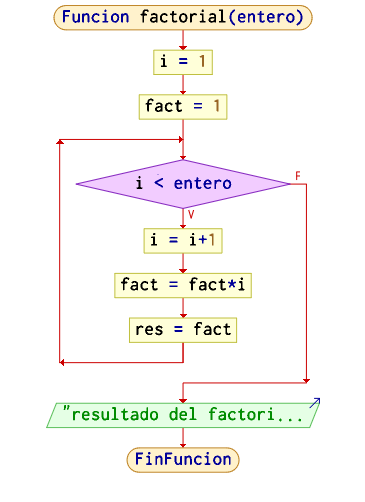 Funcion factorial(entero)
i = 1
fact = 1
i < entero
F
V
i = i+1
fact = fact*i
res = fact
"resultado del factori...
FinFuncion